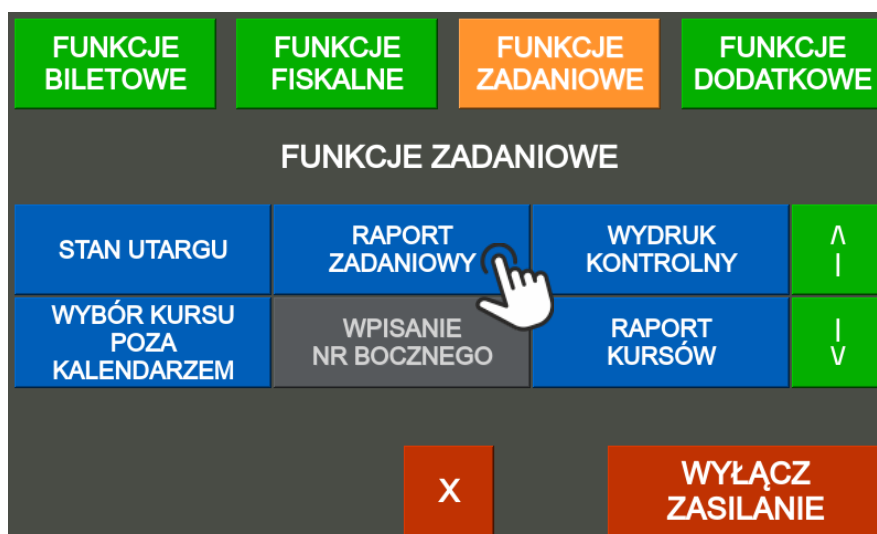 FUNKCJE
BILETOWE
FUNKCJE
FISKALNE
FUNKCJE
ZADANIOWE
FUNKCJE
DODATKOWE
FUNKCJE ZADANIOWE
STAN UTARGU
RAPORT
ZADANIOWY
WYDRUK
KONTROLNY
WYBÓR KURSU
POZA
KALENDARZEM
WPISANIE
NR BOCZNEGO
RAPORT
KURSÓW
X
WYŁĄCZ
ZASILANIE